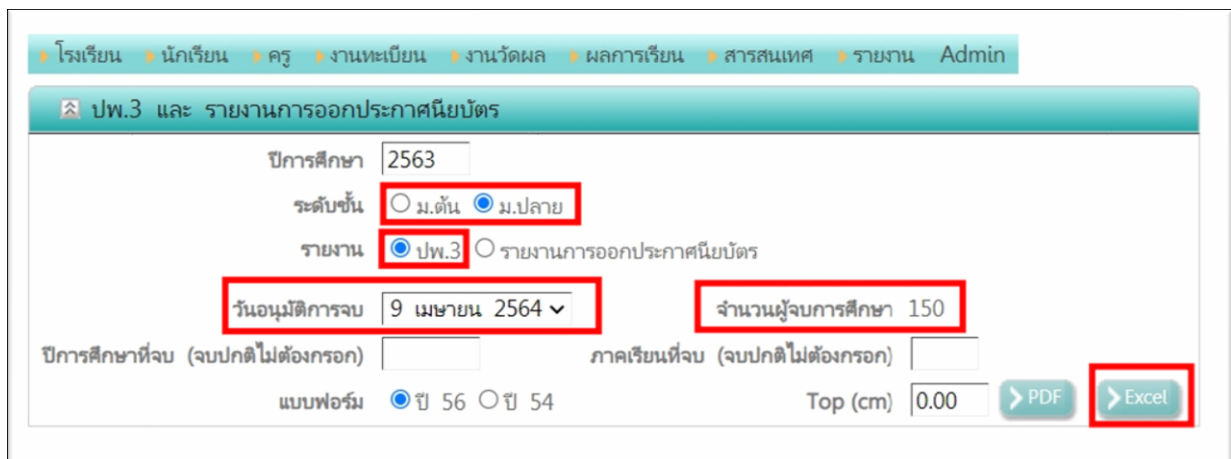 โรงเรียน นักเรียน ครู งานทะเบียน งานวัดผล ผลการเรียน สารสนเทศ รายงาน Admin
ปพ.3 และ รายงานการออกประกาศนียบัตร
ปีการศึกษา 2563
ระดับชั้น ม.ต้น ม.ปลาย
รายงาน ปพ.3 รายงานการออกประกาศนียบัตร
วันอนุมัติการจบ 9 เมษายน 2564 จำนวนผู้จบการศึกษา 150
ปีการศึกษาที่จบ (จบปกติไม่ต้องกรอก) ภาคเรียนที่จบ (จบปกติไม่ต้องกรอก)
แบบฟอร์ม ปี 56 ปี 54 Top (cm) 0.00 PDF Excel